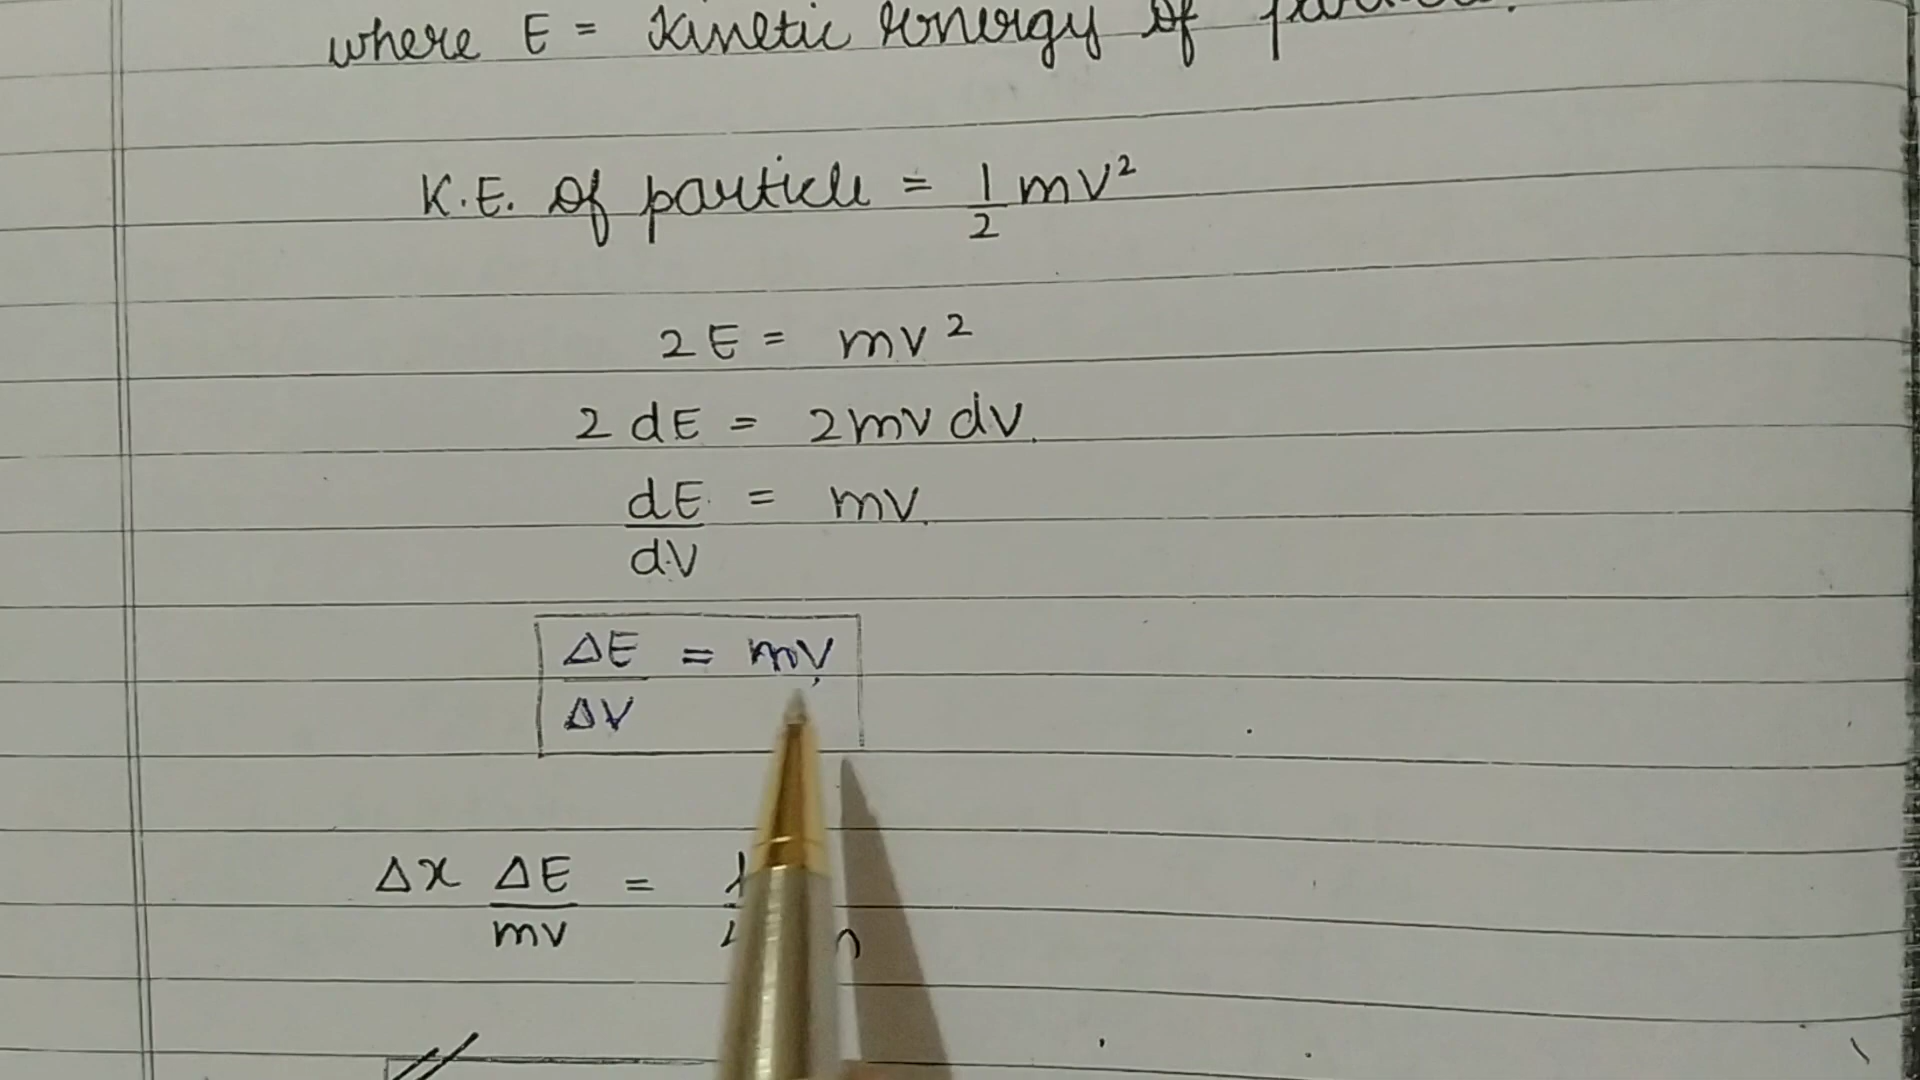 where E = Kinetic Energy of
K.E. of particle = 1/2 mv²
2E = mv²
2 dE = 2mv dv
dE/dv = mv
ΔE/Δv = mv
Δx ΔE/mv =